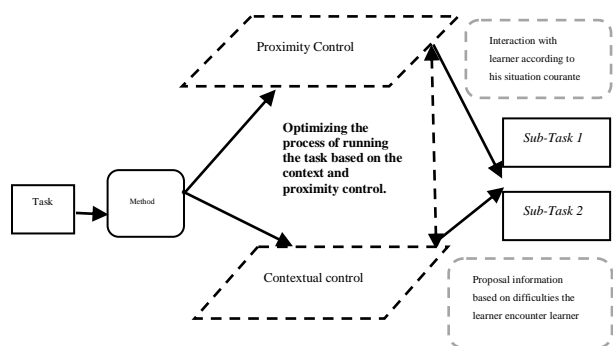 Proximity Control
Interaction with
learner according to
his situation courante
Optimizing the
process of running
the task based on the
context and
proximity control.
Sub-Task 1
Task
Method
Sub-Task 2
Contextual control
Proposal information
based on difficulties the
learner encounter learner